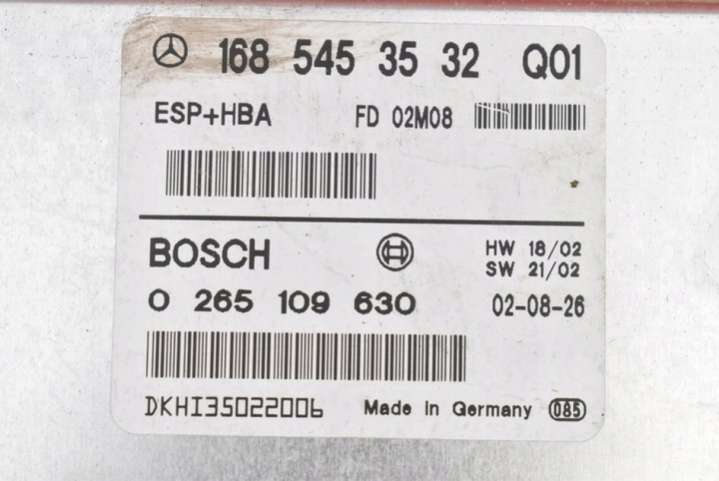 168 545 35 32 Q01
ESP+HBA FD 02M08
BOSCH HW 18/02
SW 21/02
0 265 109 630 02-08-26
DKHI35022006 Made in Germany 085